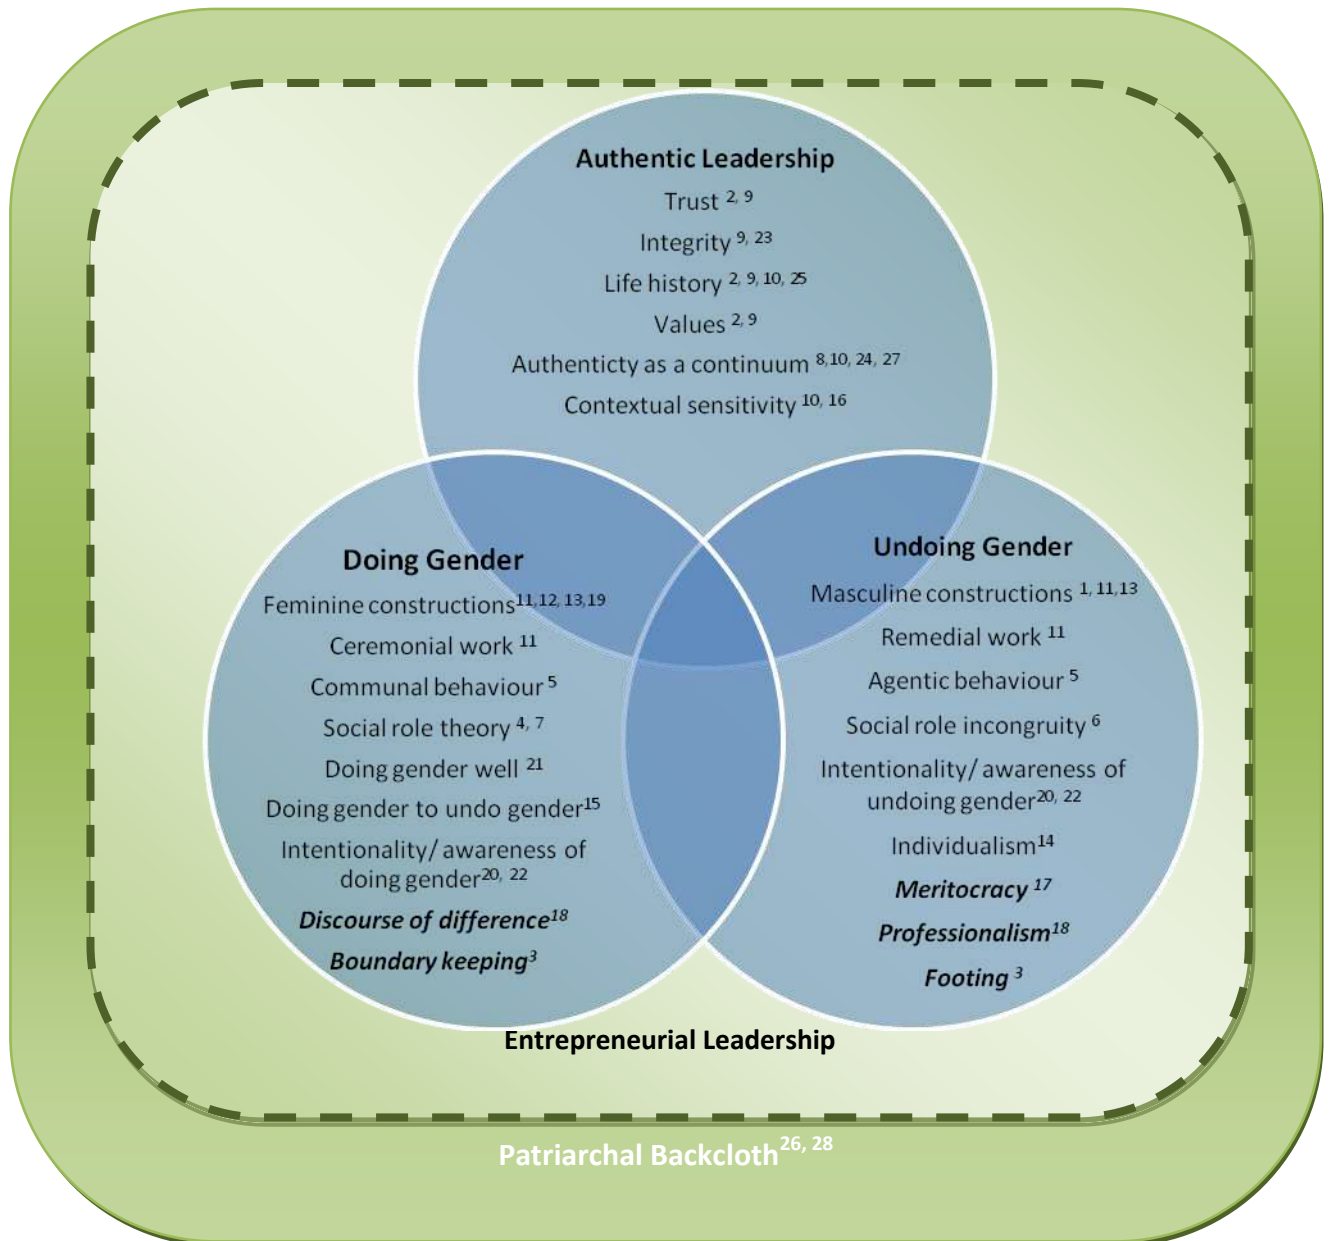 Authentic Leadership
Trust 2, 9
Integrity 9, 23
Life history 2, 9, 10, 25
Values 2, 9
Authenticty as a continuum 8,10, 24, 27
Contextual sensitivity 10, 16
Doing Gender
Feminine constructions11,12, 13,19
Ceremonial work 11
Communal behaviour 5
Social role theory 4, 7
Doing gender well 21
Doing gender to undo gender15
Intentionality/ awareness of
doing gender20, 22
Discourse of difference18
Boundary keeping3
Undoing Gender
Masculine constructions 1, 11,13
Remedial work 11
Agentic behaviour 5
Social role incongruity 6
Intentionality/ awareness of
undoing gender20, 22
Individualism14
Meritocracy 17
Professionalism18
Footing 3
Entrepreneurial Leadership
Patriarchal Backcloth26, 28